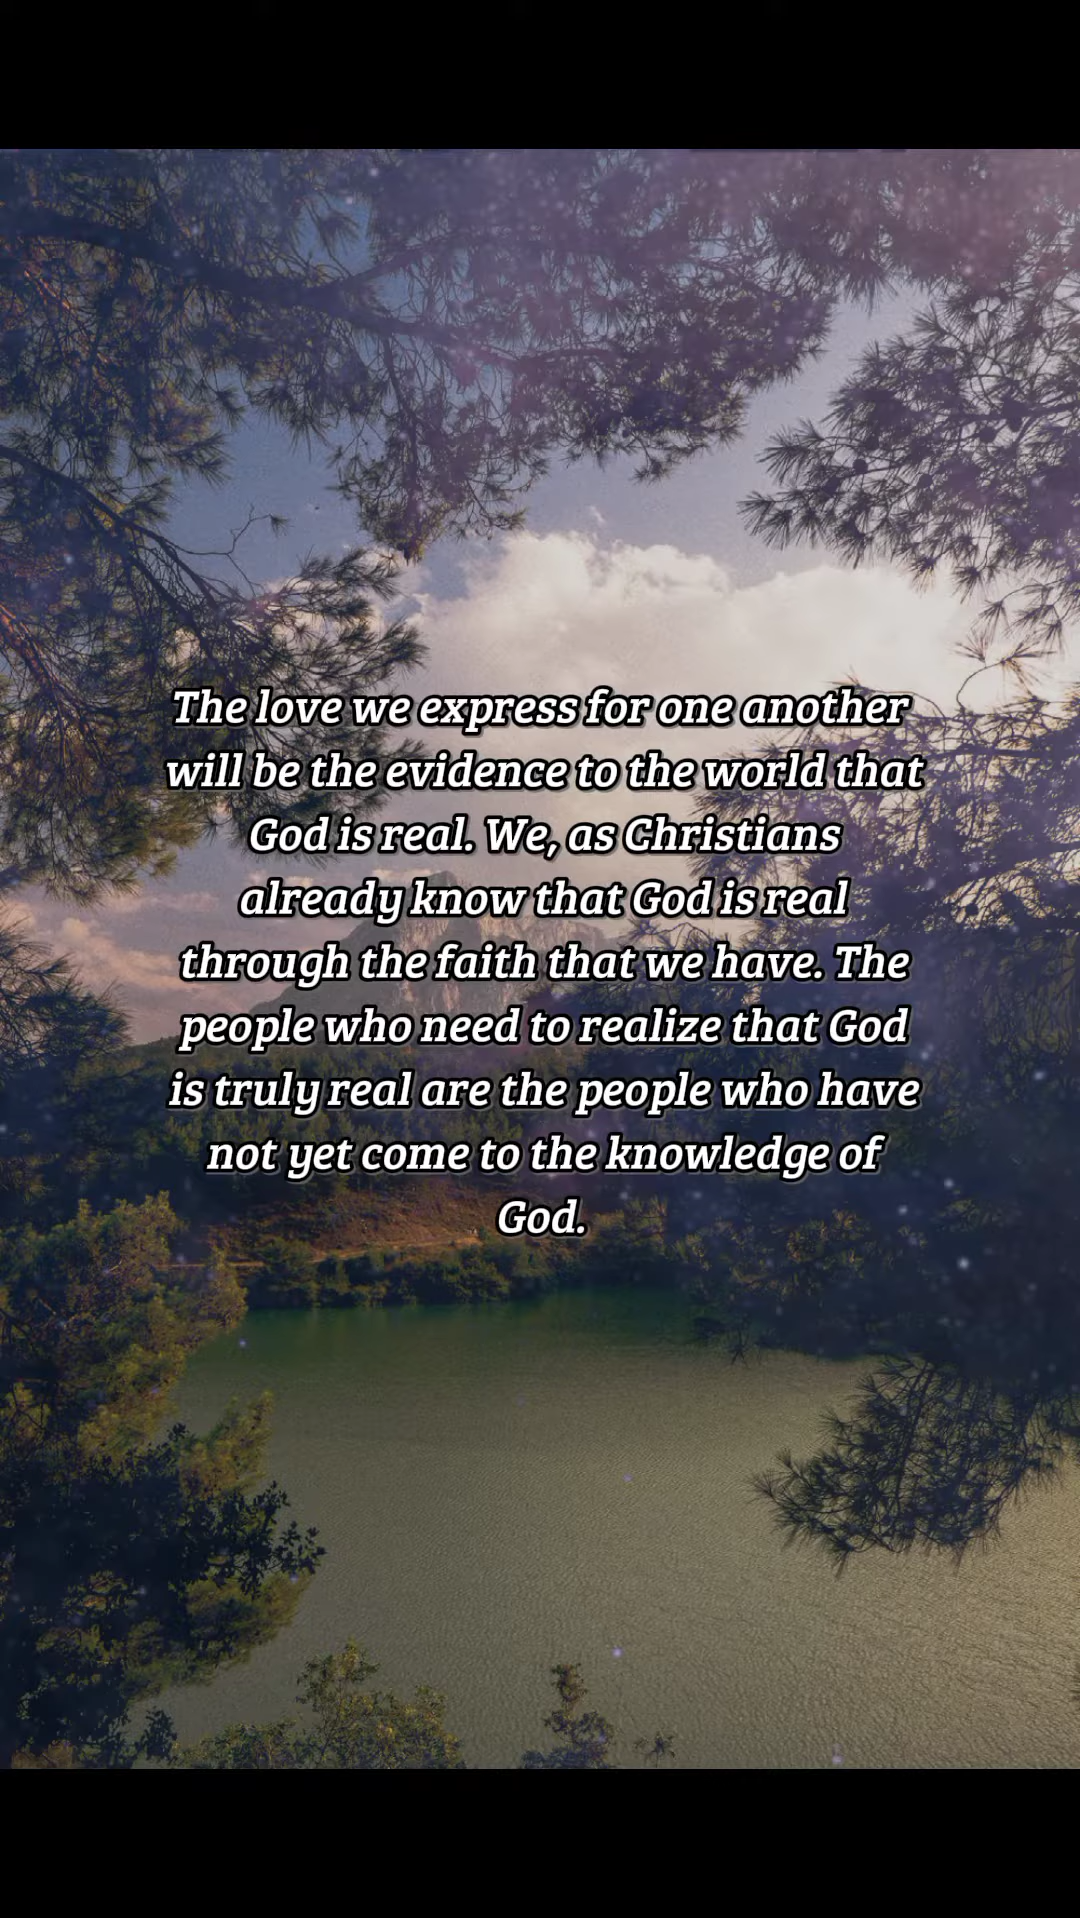 The love we express for one another
will be the evidence to the world that
God is real. We, as Christians
already know that God is real
through the faith that we have. The
people who need to realize that God
is truly real are the people who have
not yet come to the knowledge of
God.